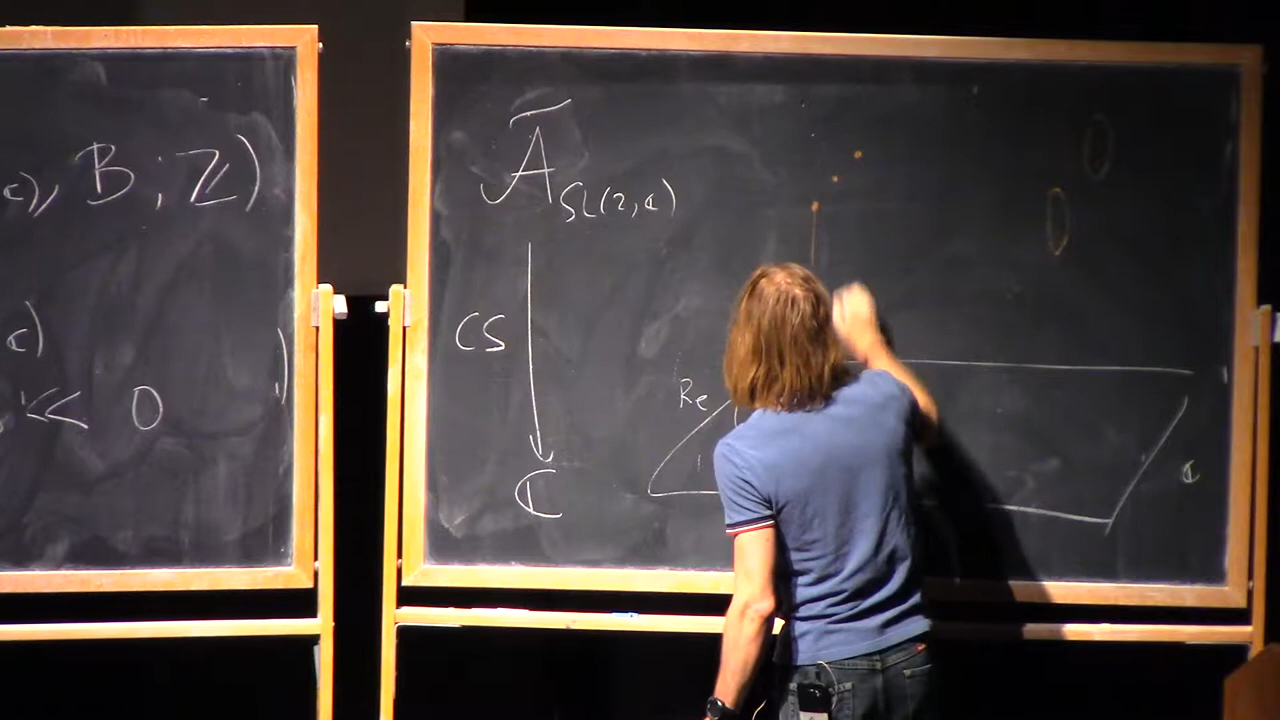 c), B ; ℤ)
c) )
<< 0
Ā
SL(2,ℂ)
CS
Re
ℂ ℂ